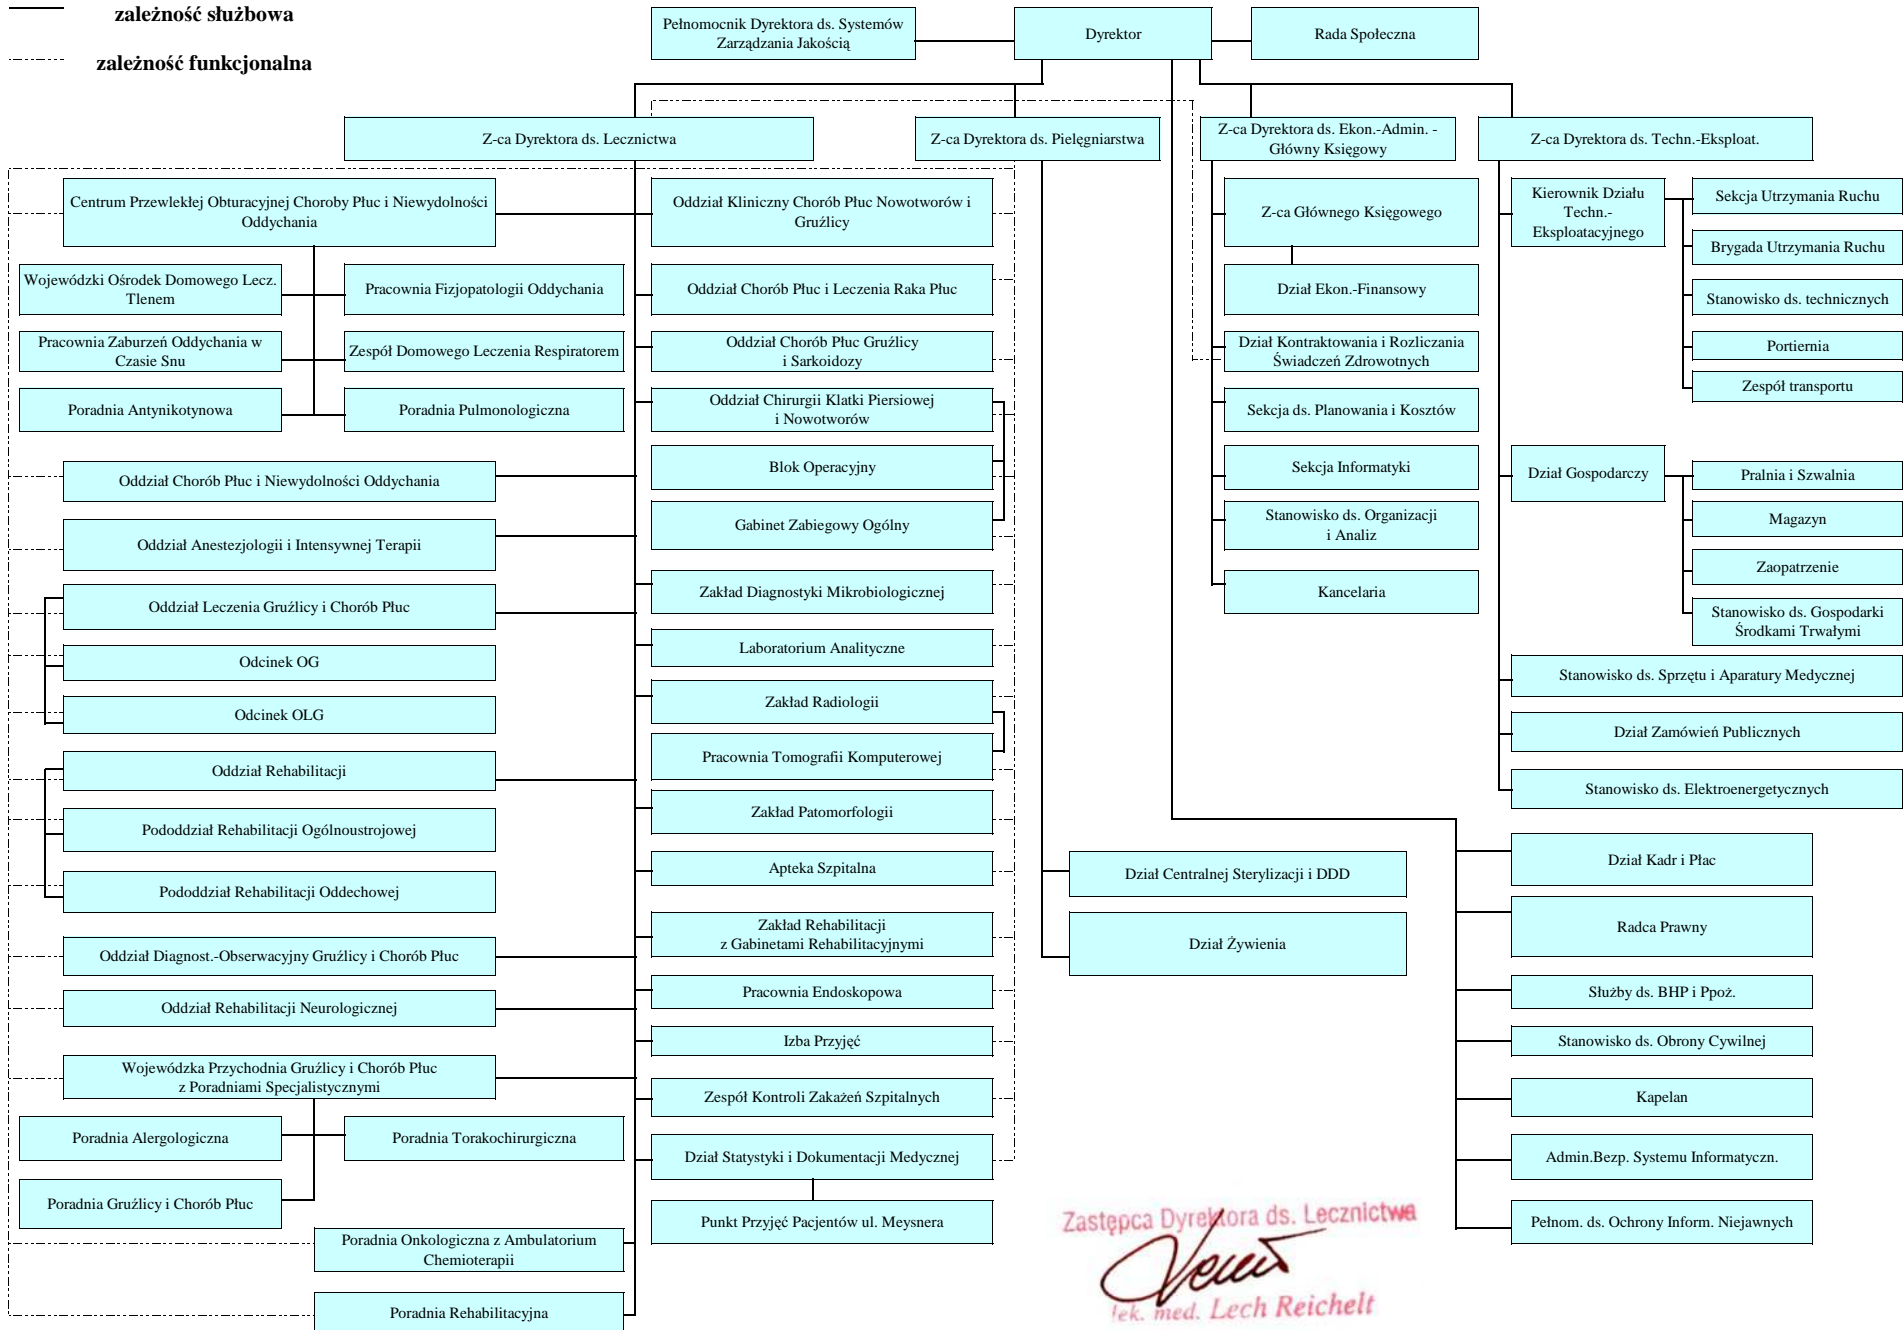 zależność służbowa
zależność funkcjonalna
Pełnomocnik Dyrektora ds. Systemów
Zarządzania Jakością
Dyrektor
Rada Społeczna
Z-ca Dyrektora ds. Lecznictwa
Z-ca Dyrektora ds. Pielęgniarstwa
Z-ca Dyrektora ds. Ekon.-Admin. -
Główny Księgowy
Z-ca Dyrektora ds. Techn.-Eksploat.
Centrum Przewlekłej Obturacyjnej Choroby Płuc i Niewydolności
Oddychania
Wojewódzki Ośrodek Domowego Lecz.
Tlenem
Pracownia Fizjopatologii Oddychania
Pracownia Zaburzeń Oddychania w
Czasie Snu
Zespół Domowego Leczenia Respiratorem
Poradnia Antynikotynowa
Poradnia Pulmonologiczna
Oddział Chorób Płuc i Niewydolności Oddychania
Oddział Anestezjologii i Intensywnej Terapii
Oddział Leczenia Gruźlicy i Chorób Płuc
Odcinek OG
Odcinek OLG
Oddział Rehabilitacji
Pododdział Rehabilitacji Ogólnoustrojowej
Pododdział Rehabilitacji Oddechowej
Oddział Diagnost.-Obserwacyjny Gruźlicy i Chorób Płuc
Oddział Rehabilitacji Neurologicznej
Wojewódzka Przychodnia Gruźlicy i Chorób Płuc
z Poradniami Specjalistycznymi
Poradnia Alergologiczna
Poradnia Torakochirurgiczna
Poradnia Gruźlicy i Chorób Płuc
Poradnia Onkologiczna z Ambulatorium
Chemioterapii
Poradnia Rehabilitacyjna
Oddział Kliniczny Chorób Płuc Nowotworów i
Gruźlicy
Oddział Chorób Płuc i Leczenia Raka Płuc
Oddział Chorób Płuc Gruźlicy
i Sarkoidozy
Oddział Chirurgii Klatki Piersiowej
i Nowotworów
Blok Operacyjny
Gabinet Zabiegowy Ogólny
Zakład Diagnostyki Mikrobiologicznej
Laboratorium Analityczne
Zakład Radiologii
Pracownia Tomografii Komputerowej
Zakład Patomorfologii
Apteka Szpitalna
Zakład Rehabilitacji
z Gabinetami Rehabilitacyjnymi
Pracownia Endoskopowa
Izba Przyjęć
Zespół Kontroli Zakażeń Szpitalnych
Dział Statystyki i Dokumentacji Medycznej
Punkt Przyjęć Pacjentów ul. Meysnera
Dział Centralnej Sterylizacji i DDD
Dział Żywienia
Z-ca Głównego Księgowego
Dział Ekon.-Finansowy
Dział Kontraktowania i Rozliczania
Świadczeń Zdrowotnych
Sekcja ds. Planowania i Kosztów
Sekcja Informatyki
Stanowisko ds. Organizacji
i Analiz
Kancelaria
Kierownik Działu
Techn.-
Eksploatacyjnego
Sekcja Utrzymania Ruchu
Brygada Utrzymania Ruchu
Stanowisko ds. technicznych
Portiernia
Zespół transportu
Dział Gospodarczy
Pralnia i Szwalnia
Magazyn
Zaopatrzenie
Stanowisko ds. Gospodarki
Środkami Trwałymi
Stanowisko ds. Sprzętu i Aparatury Medycznej
Dział Zamówień Publicznych
Stanowisko ds. Elektroenergetycznych
Dział Kadr i Płac
Radca Prawny
Służby ds. BHP i Ppoż.
Stanowisko ds. Obrony Cywilnej
Kapelan
Admin.Bezp. Systemu Informatyczn.
Pełnom. ds. Ochrony Inform. Niejawnych
Zastępca Dyrektora ds. Lecznictwa
lek. med. Lech Reichelt